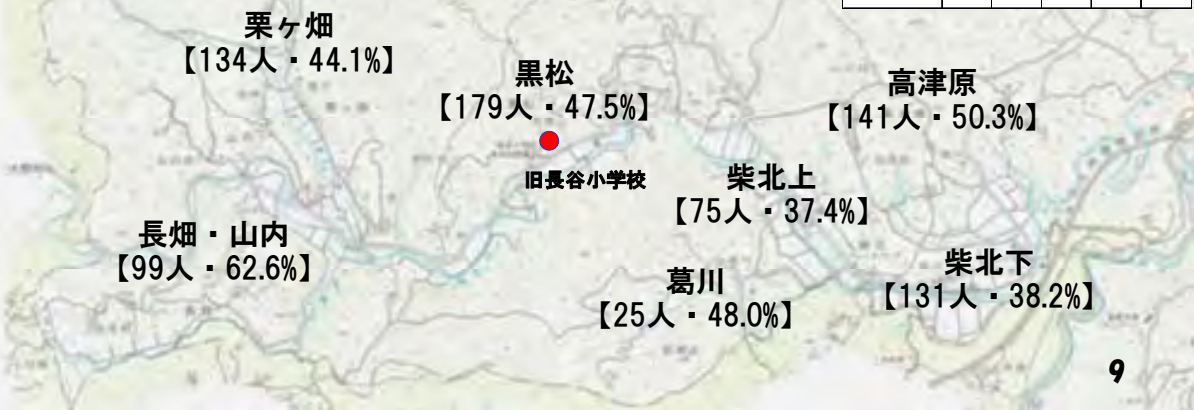 栗ヶ畑
【134人・44.1%】
黒松
【179人・47.5%】
高津原
【141人・50.3%】
旧長谷小学校
柴北上
【75人・37.4%】
長畑・山内
【99人・62.6%】
葛川
【25人・48.0%】
柴北下
【131人・38.2%】
9